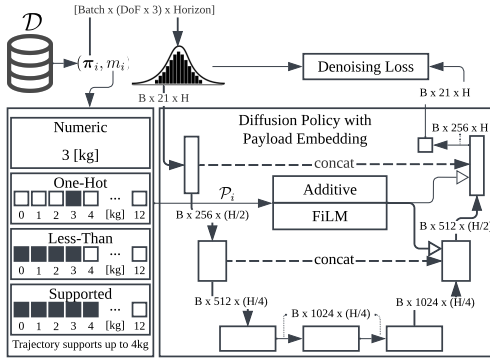 [Batch x (DoF x 3) x Horizon]
𝒟
(π_i, m_i)
B x 21 x H
Denoising Loss
B x 21 x H
Numeric
3 [kg]
One-Hot
0 1 2 3 4 [kg] 12
...
Less-Than
...
0 1 2 3 4 [kg] 12
Supported
...
0 1 2 3 4 [kg] 12
Trajectory supports up to 4kg
Diffusion Policy with
Payload Embedding
B x 256 x H
concat
𝒫_i
Additive
FiLM
B x 256 x (H/2)
B x 512 x (H/2)
concat
B x 512 x (H/4)
B x 1024 x (H/4)
B x 1024 x (H/4)